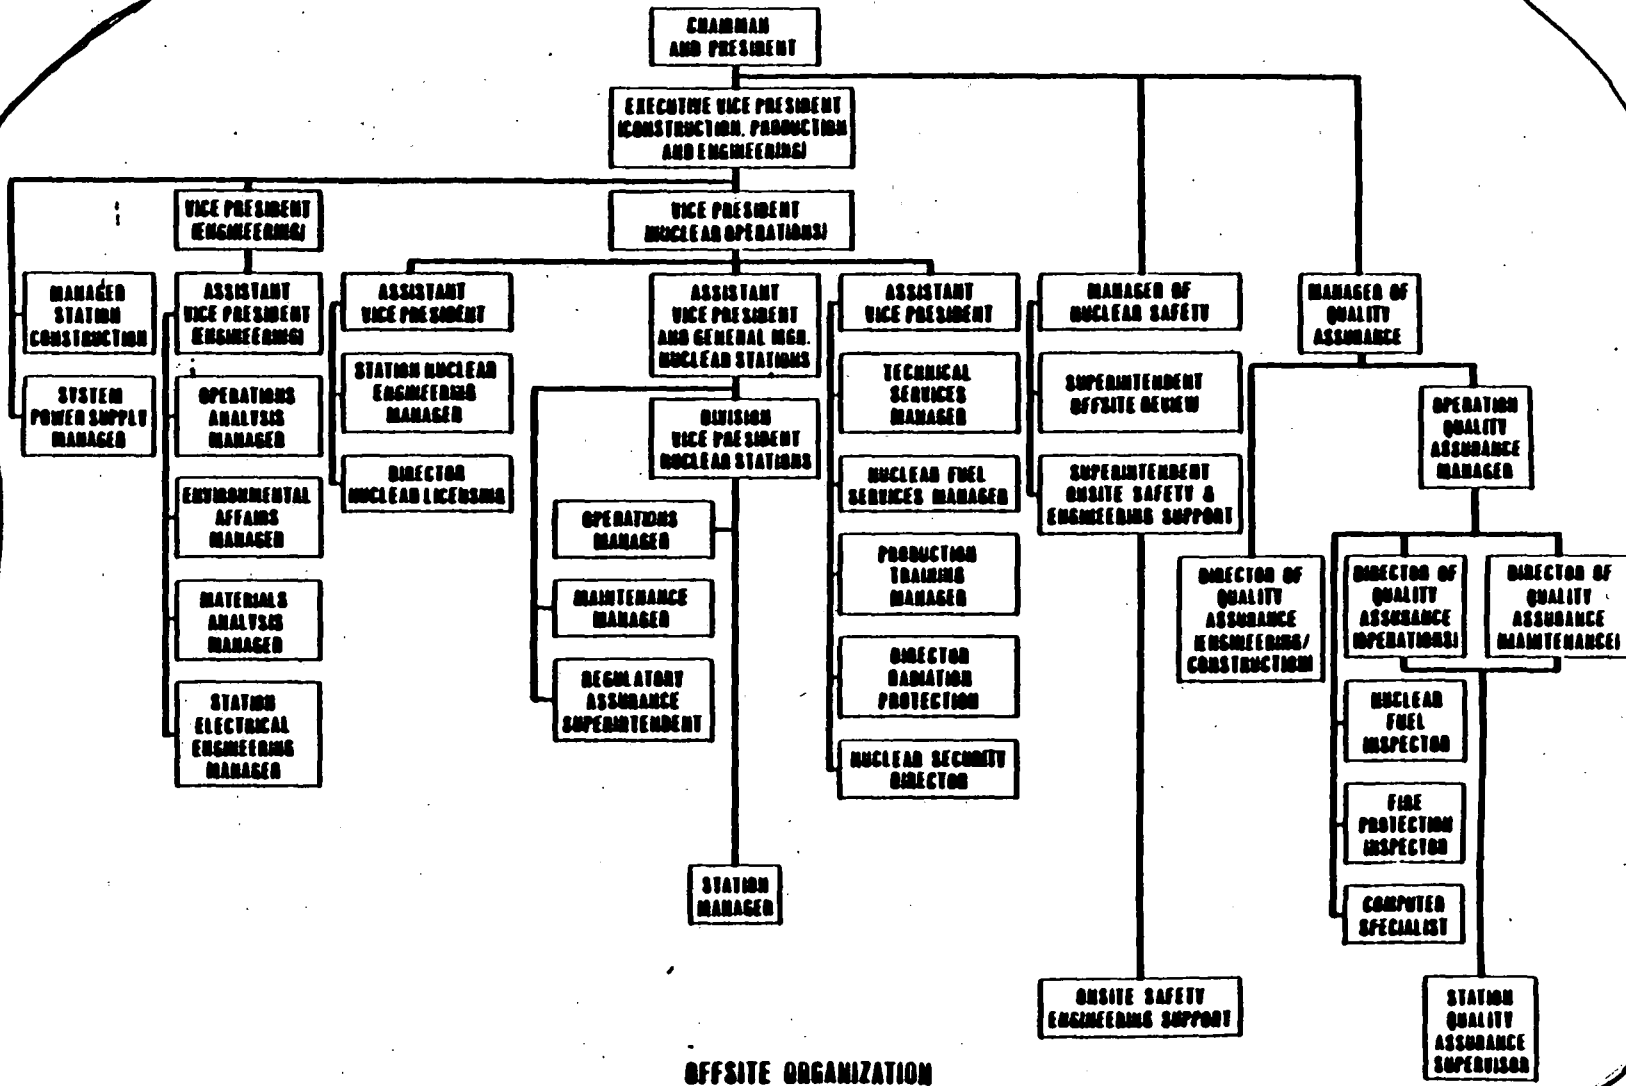 CHAIRMAN
AND PRESIDENT
EXECUTIVE VICE PRESIDENT
(CONSTRUCTION, PRODUCTION
AND ENGINEERING)
VICE PRESIDENT
(ENGINEERING)
VICE PRESIDENT
(NUCLEAR OPERATIONS)
MANAGER
STATION
CONSTRUCTION
SYSTEM
POWER SUPPLY
MANAGER
ASSISTANT
VICE PRESIDENT
(ENGINEERING)
OPERATIONS
ANALYSIS
MANAGER
ENVIRONMENTAL
AFFAIRS
MANAGER
MATERIALS
ANALYSIS
MANAGER
STATION
ELECTRICAL
ENGINEERING
MANAGER
ASSISTANT
VICE PRESIDENT
STATION NUCLEAR
ENGINEERING
MANAGER
DIRECTOR
NUCLEAR LICENSING
ASSISTANT
VICE PRESIDENT
AND GENERAL MGR.
NUCLEAR STATIONS
DIVISION
VICE PRESIDENT
NUCLEAR STATIONS
OPERATIONS
MANAGER
MAINTENANCE
MANAGER
REGULATORY
ASSURANCE
SUPERINTENDENT
STATION
MANAGER
ASSISTANT
VICE PRESIDENT
TECHNICAL
SERVICES
MANAGER
NUCLEAR FUEL
SERVICES MANAGER
PRODUCTION
TRAINING
MANAGER
DIRECTOR
RADIATION
PROTECTION
NUCLEAR SECURITY
DIRECTOR
MANAGER OF
NUCLEAR SAFETY
SUPERINTENDENT
OFFSITE REVIEW
SUPERINTENDENT
ONSITE SAFETY &
ENGINEERING SUPPORT
ONSITE SAFETY
ENGINEERING SUPPORT
MANAGER OF
QUALITY
ASSURANCE
OPERATION
QUALITY
ASSURANCE
MANAGER
DIRECTOR OF
QUALITY
ASSURANCE
(ENGINEERING/
CONSTRUCTION)
DIRECTOR OF
QUALITY
ASSURANCE
(OPERATIONS)
DIRECTOR OF
QUALITY
ASSURANCE
(MAINTENANCE)
NUCLEAR
FUEL
INSPECTOR
FIRE
PROTECTION
INSPECTOR
COMPUTER
SPECIALIST
STATION
QUALITY
ASSURANCE
SUPERVISOR
OFFSITE ORGANIZATION